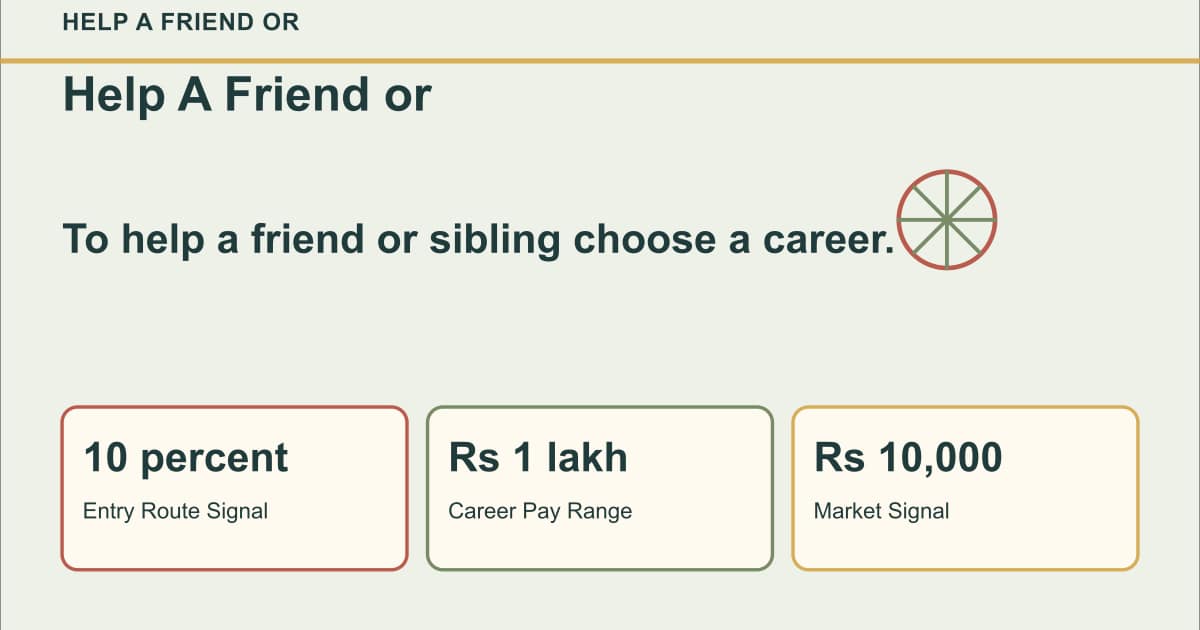 HELP A FRIEND OR
Help A Friend or
To help a friend or sibling choose a career.
10 percent
Entry Route Signal
Rs 1 lakh
Career Pay Range
Rs 10,000
Market Signal